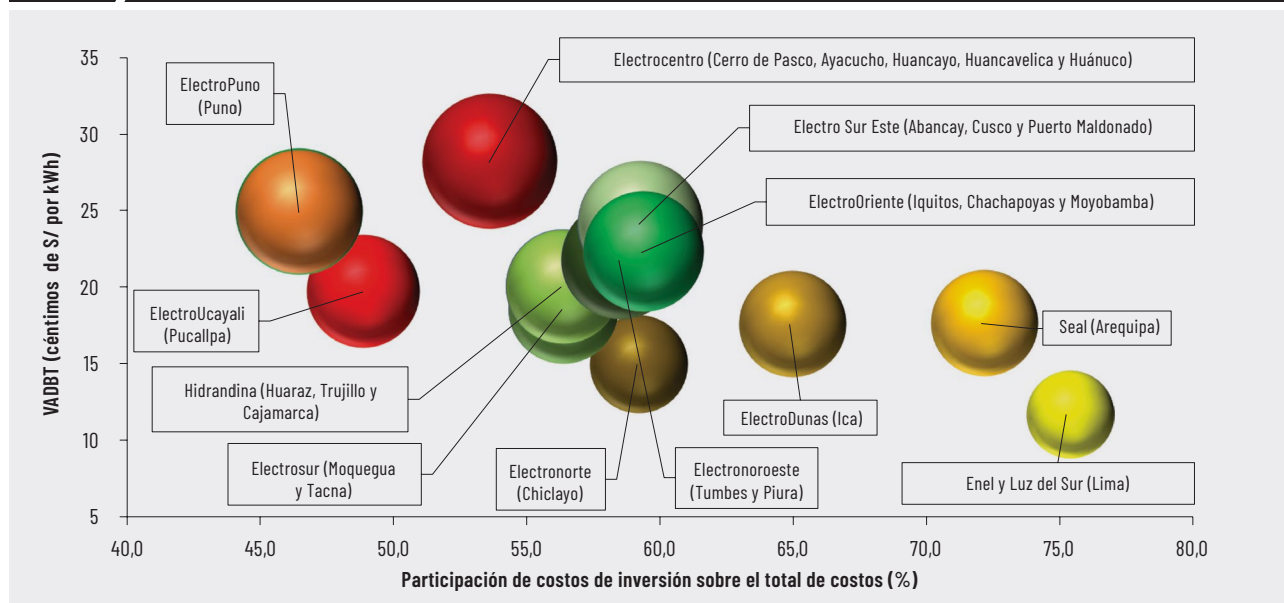 VADBT (céntimos de S/ por kWh)
35
30
25
20
15
10
5
Electrocentro (Cerro de Pasco, Ayacucho, Huancayo, Huancavelica y Huánuco)
ElectroPuno
(Puno)
Electro Sur Este (Abancay, Cusco y Puerto Maldonado)
ElectroOriente (Iquitos, Chachapoyas y Moyobamba)
ElectroUcayali
(Pucallpa)
Seal (Arequipa)
Hidrandina (Huaraz, Trujillo y
Cajamarca)
ElectroDunas (Ica)
Electrosur (Moquegua
y Tacna)
Electronorte
(Chiclayo)
Electronoroeste
(Tumbes y Piura)
Enel y Luz del Sur (Lima)
40,0
45,0
50,0
55,0
60,0
65,0
70,0
75,0
80,0
Participación de costos de inversión sobre el total de costos (%)